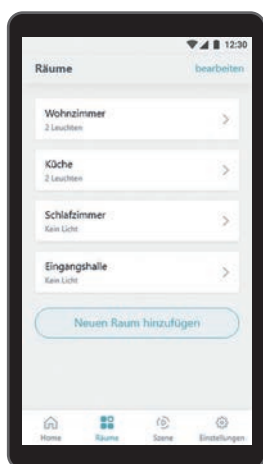 12:30
Räume bearbeiten
Wohnzimmer
2 Leuchten
Küche
2 Leuchten
Schlafzimmer
Kein Licht
Eingangshalle
Kein Licht
Neuen Raum hinzufügen
Home Räume Szene Einstellungen